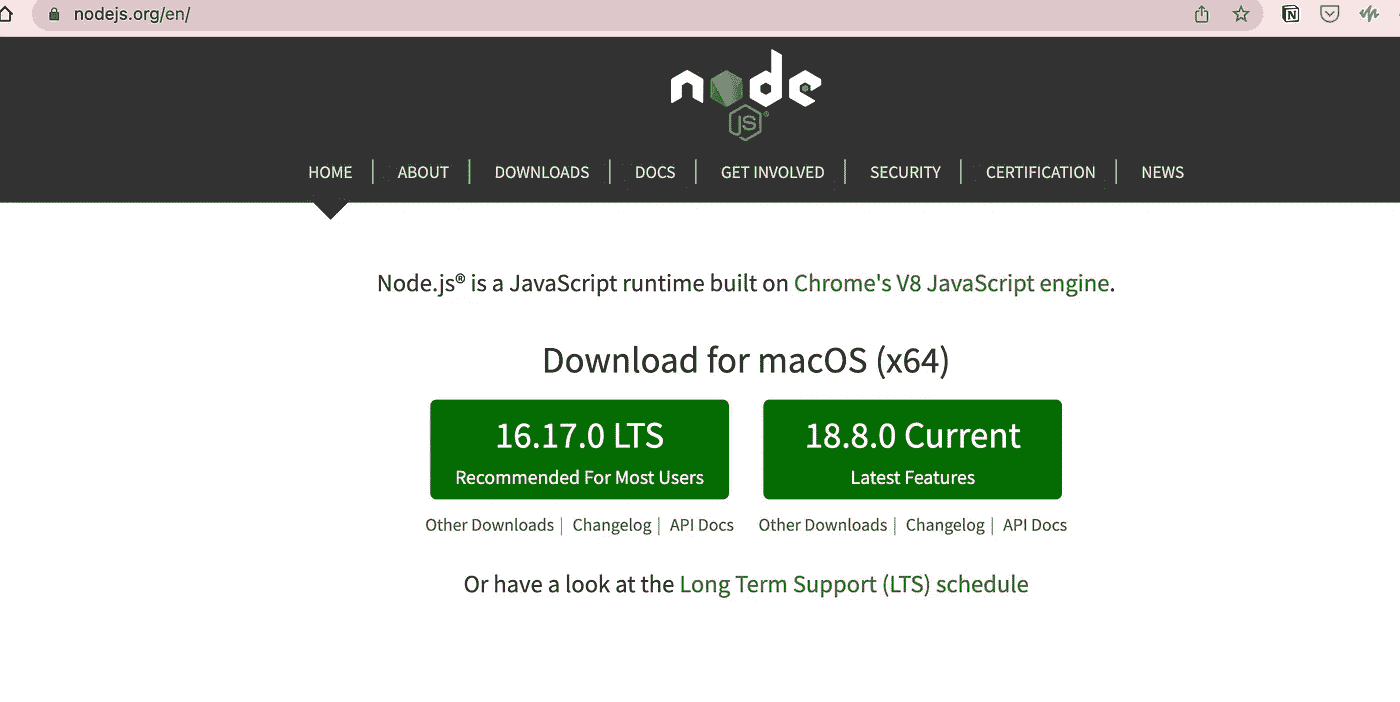 nodejs.org/en/
node
JS
HOME | ABOUT | DOWNLOADS | DOCS | GET INVOLVED | SECURITY | CERTIFICATION | NEWS
Node.js® is a JavaScript runtime built on Chrome's V8 JavaScript engine.
Download for macOS (x64)
16.17.0 LTS
Recommended For Most Users
Other Downloads | Changelog | API Docs
18.8.0 Current
Latest Features
Other Downloads | Changelog | API Docs
Or have a look at the Long Term Support (LTS) schedule